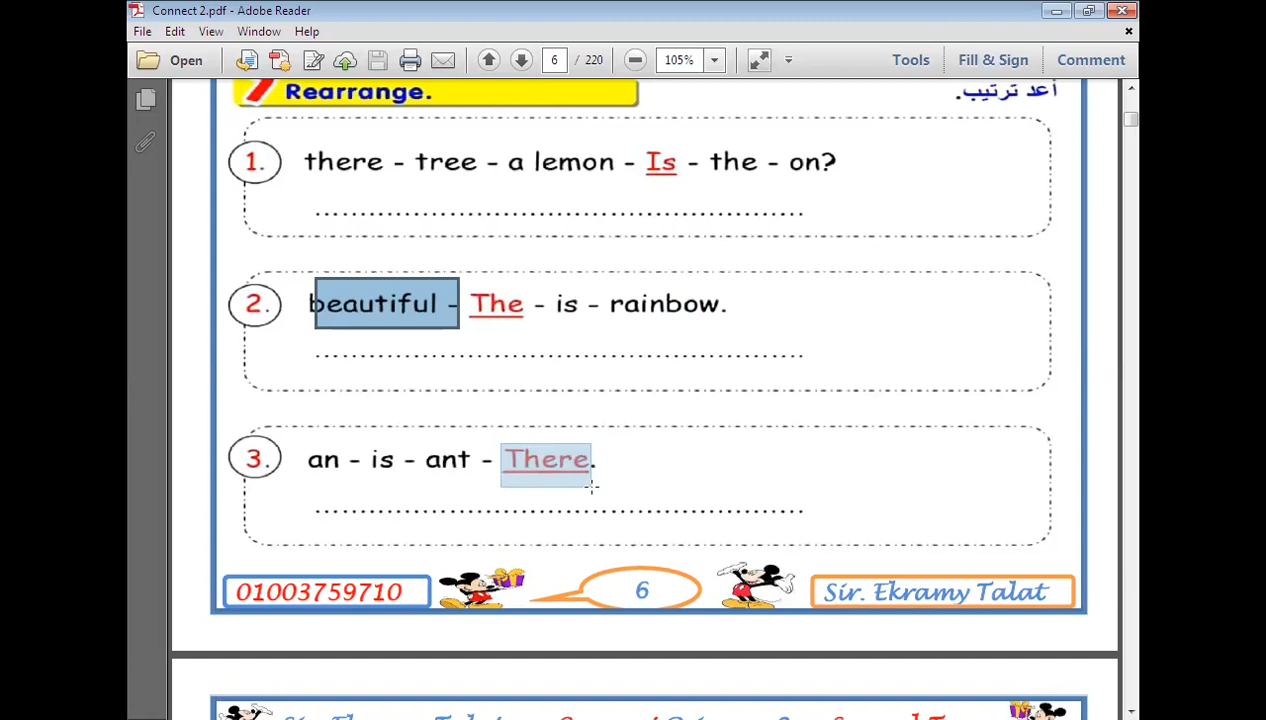 Connect 2.pdf - Adobe Reader
File Edit View Window Help
Open 6 / 220 105% Tools Fill & Sign Comment
Rearrange. أعد ترتيب.
1. there - tree - a lemon - Is - the - on?
................................................
2. beautiful - The - is - rainbow.
................................................
3. an - is - ant - There.
................................................
01003759710 6 Sir. Ekramy Talat